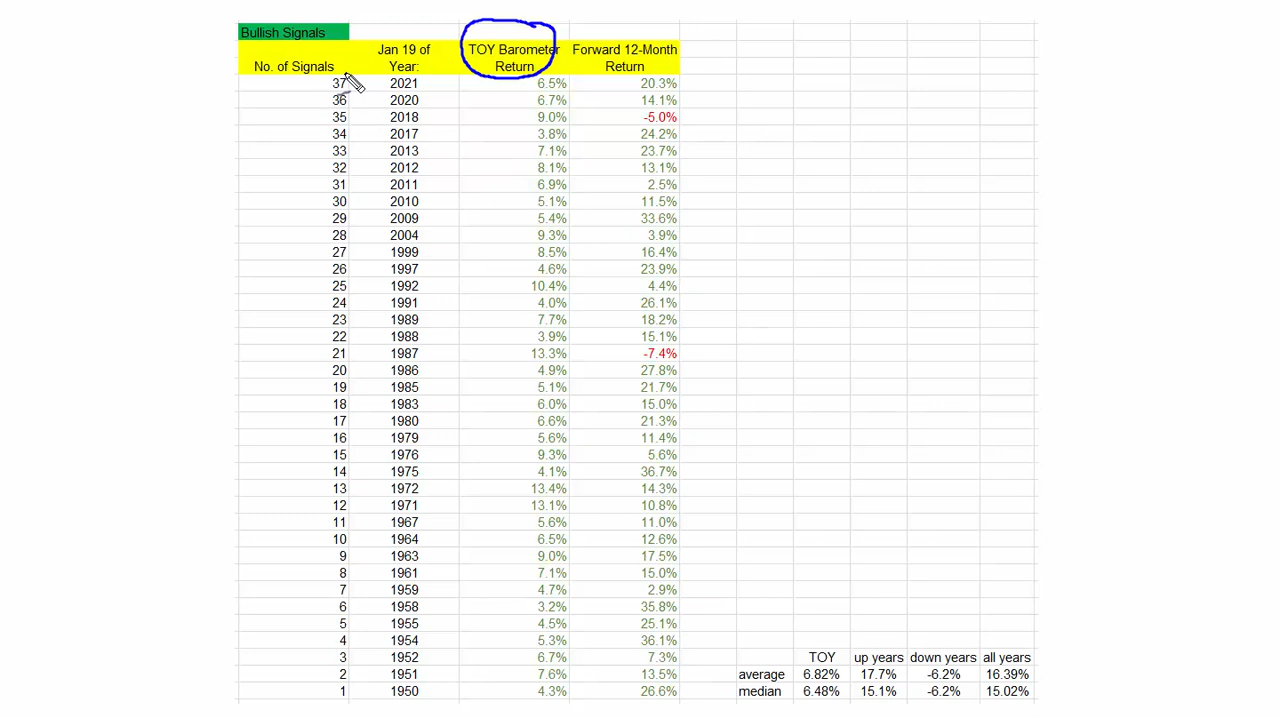 Bullish Signals
No. of Signals Jan 19 of Year: TOY Barometer Return Forward 12-Month Return
37 2021 6.5% 20.3%
36 2020 6.7% 14.1%
35 2018 9.0% -5.0%
34 2017 3.8% 24.2%
33 2013 7.1% 23.7%
32 2012 8.1% 13.1%
31 2011 6.9% 2.5%
30 2010 5.1% 11.5%
29 2009 5.4% 33.6%
28 2004 9.3% 3.9%
27 1999 8.5% 16.4%
26 1997 4.6% 23.9%
25 1992 10.4% 4.4%
24 1991 4.0% 26.1%
23 1989 7.7% 18.2%
22 1988 3.9% 15.1%
21 1987 13.3% -7.4%
20 1986 4.9% 27.8%
19 1985 5.1% 21.7%
18 1983 6.0% 15.0%
17 1980 6.6% 21.3%
16 1979 5.6% 11.4%
15 1976 9.3% 5.6%
14 1975 4.1% 36.7%
13 1972 13.4% 14.3%
12 1971 13.1% 10.8%
11 1967 5.6% 11.0%
10 1964 6.5% 12.6%
9 1963 9.0% 17.5%
8 1961 7.1% 15.0%
7 1959 4.7% 2.9%
6 1958 3.2% 35.8%
5 1955 4.5% 25.1%
4 1954 5.3% 36.1%
3 1952 6.7% 7.3% TOY up years down years all years
2 1951 7.6% 13.5% average 6.82% 17.7% -6.2% 16.39%
1 1950 4.3% 26.6% median 6.48% 15.1% -6.2% 15.02%